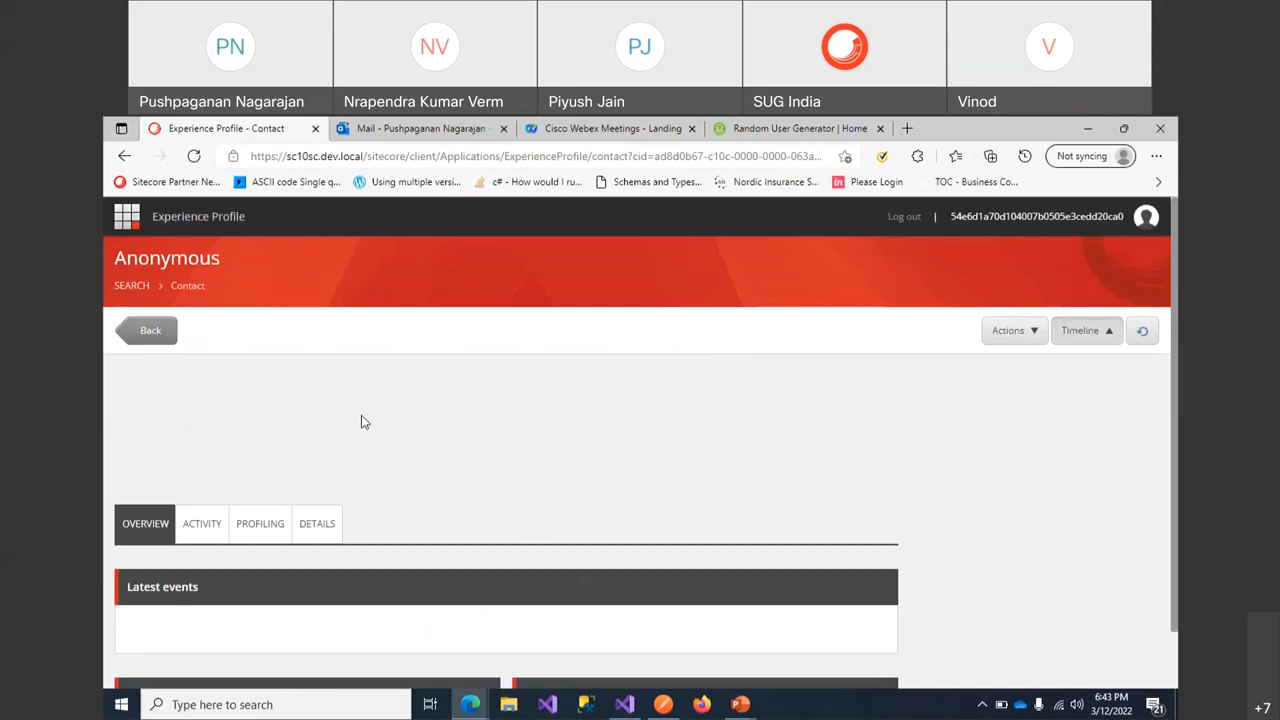 PN
NV
PJ
V
Pushpaganan Nagarajan
Nrapendra Kumar Verm
Piyush Jain
SUG India
Vinod
Experience Profile - Contact
Mail - Pushpaganan Nagarajan -
Cisco Webex Meetings - Landing
Random User Generator | Home
https://sc10sc.dev.local/sitecore/client/Applications/ExperienceProfile/contact?cid=ad8d0b67-c10c-0000-0000-063a...
Not syncing
Sitecore Partner Ne...
ASCII code Single q...
Using multiple versi...
c# - How would I ru...
Schemas and Types...
Nordic Insurance S...
in
Please Login
TOC - Business Co...
Experience Profile
Log out
|
54e6d1a70d104007b0505e3cedd20ca0
Anonymous
SEARCH > Contact
Back
Actions
Timeline
OVERVIEW
ACTIVITY
PROFILING
DETAILS
Latest events
Type here to search
6:43 PM
3/12/2022
21
+7